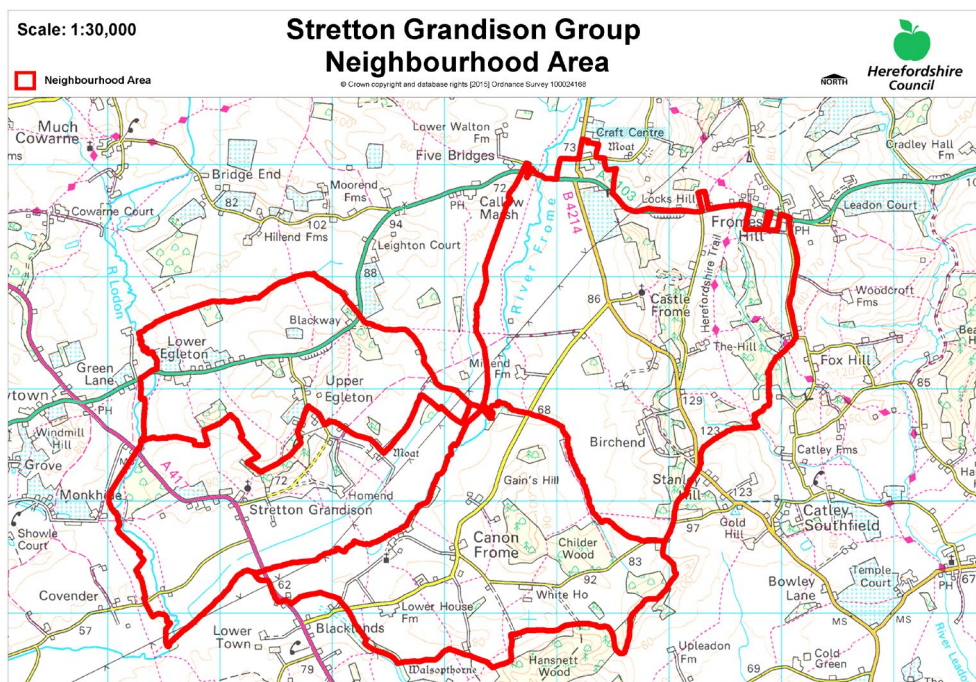 Scale: 1:30,000
Stretton Grandison Group
Neighbourhood Area
Neighbourhood Area
© Crown copyright and database rights [2015] Ordnance Survey 100024168
NORTH
Herefordshire
Council
Much
Cowarne
Lower Walton
Fm
Five Bridges
73
Craft Centre
Moat
Cradley Hall
Fm
Bridge End
82
Moorend
Fms
72
PH
Callow
Marsh
B4214
Locks Hill
Leadon Court
Cowarne Court
102
Hillend Fms
94
Leighton Court
Fromes
Hill
PH
R Lodon
88
River Frome
Herefordshire Trail
86
Castle
Frome
Woodcroft
Fms
Blackway
Lower
Egleton
The Hill
Fox Hill
Green
Lane
Upper
Egleton
Fm
85
PH
68
129
Windmill
Hill
Birchend
123
Catley Fms
Grove
A417
Moat
Gain's Hill
72
Homend
123
Stretton Grandison
97
Gold
Hill
Catley
Southfield
Showle
Court
Canon
Frome
Childer
Wood
83
92
Temple
Court
Bowley
Lane
PH
67
Covender
62
White Ho
57
Lower House
Fm
MS
MS
Lower
Town
Blacklands
Walsopthorne
Hansnett
Wood
Upleadon
Fm
Cold
Green
79
69
River Leadon